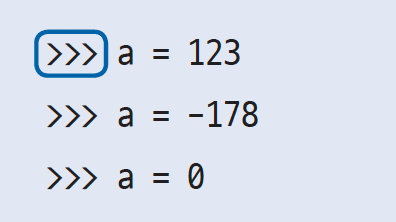 >>> a = 123
>>> a = -178
>>> a = 0